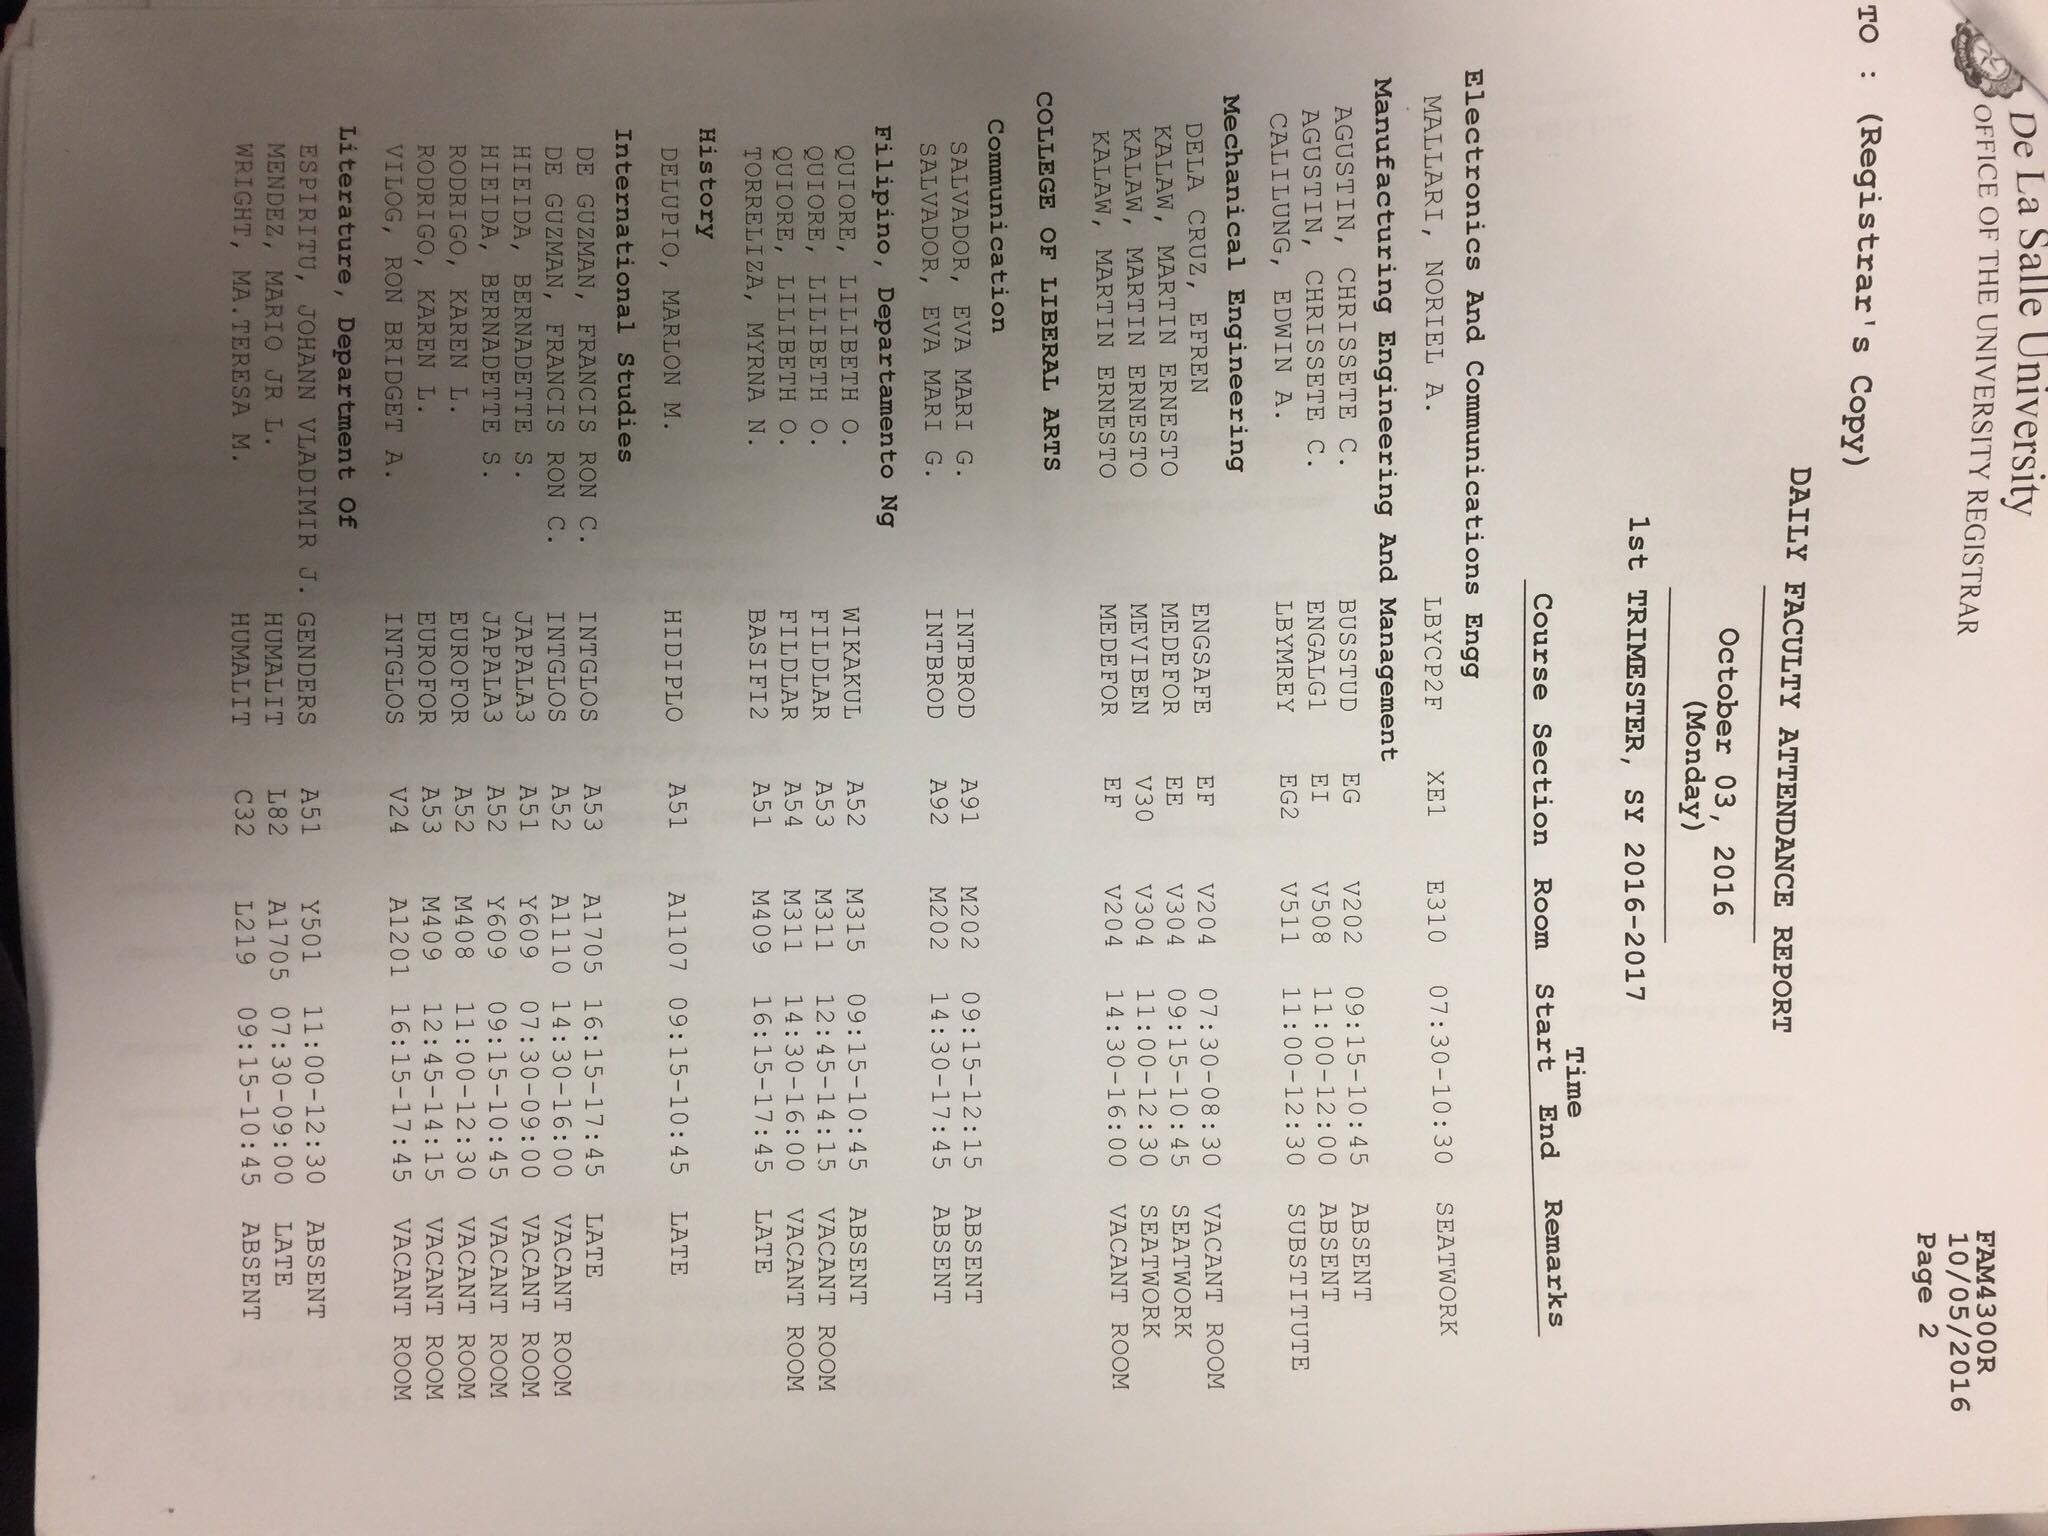 De La Salle University
OFFICE OF THE UNIVERSITY REGISTRAR
FAM4300R
10/05/2016
Page 2
TO : (Registrar's Copy)
DAILY FACULTY ATTENDANCE REPORT
October 03, 2016
(Monday)
1st TRIMESTER, SY 2016-2017
Time
Course Section Room Start End Remarks
Electronics And Communications Engg
MALLARI, NORIEL A. LBYCP2F XE1 E310 07:30-10:30 SEATWORK
Manufacturing Engineering And Management
AGUSTIN, CHRISSETE C. BUSSTUD EG V202 09:15-10:45 ABSENT
AGUSTIN, CHRISSETE C. ENGALG1 EI V508 11:00-12:00 ABSENT
CALILUNG, EDWIN A. LBYMREY EG2 V511 11:00-12:30 SUBSTITUTE
Mechanical Engineering
DELA CRUZ, EFREN ENGSAFE EF V204 07:30-08:30 VACANT ROOM
KALAW, MARTIN ERNESTO MEDEFOR EE V304 09:15-10:45 SEATWORK
KALAW, MARTIN ERNESTO MEVIBEN V30 V304 11:00-12:30 SEATWORK
KALAW, MARTIN ERNESTO MEDEFOR EF V204 14:30-16:00 VACANT ROOM
COLLEGE OF LIBERAL ARTS
Communication
SALVADOR, EVA MARI G. INTBROD A91 M202 09:15-12:15 ABSENT
SALVADOR, EVA MARI G. INTBROD A92 M202 14:30-17:45 ABSENT
Filipino, Departamento Ng
QUIORE, LILIBETH O. WIKAKUL A52 M315 09:15-10:45 ABSENT
QUIORE, LILIBETH O. FILDLAR A53 M311 12:45-14:15 VACANT ROOM
QUIORE, LILIBETH O. FILDLAR A54 M311 14:30-16:00 VACANT ROOM
TORRELIZA, MYRNA N. BASIFI2 A51 M409 16:15-17:45 LATE
History
DELUPIO, MARLON M. HIDIPLO A51 A1107 09:15-10:45 LATE
International Studies
DE GUZMAN, FRANCIS RON C. INTGLOS A53 A1705 16:15-17:45 LATE
DE GUZMAN, FRANCIS RON C. INTGLOS A52 A1110 14:30-16:00 VACANT ROOM
HIEIDA, BERNADETTE S. JAPALA3 A51 Y609 07:30-09:00 VACANT ROOM
HIEIDA, BERNADETTE S. JAPALA3 A52 Y609 09:15-10:45 VACANT ROOM
RODRIGO, KAREN L. EUROFOR A52 M408 11:00-12:30 VACANT ROOM
RODRIGO, KAREN L. EUROFOR A53 M409 12:45-14:15 VACANT ROOM
VILOG, RON BRIDGET A. INTGLOS V24 A1201 16:15-17:45 VACANT ROOM
Literature, Department Of
ESPIRITU, JOHANN VLADIMIR J. GENDERS A51 Y501 11:00-12:30 ABSENT
MENDEZ, MARIO JR L. HUMALIT L82 A1705 07:30-09:00 LATE
WRIGHT, MA.TERESA M. HUMALIT C32 L219 09:15-10:45 ABSENT